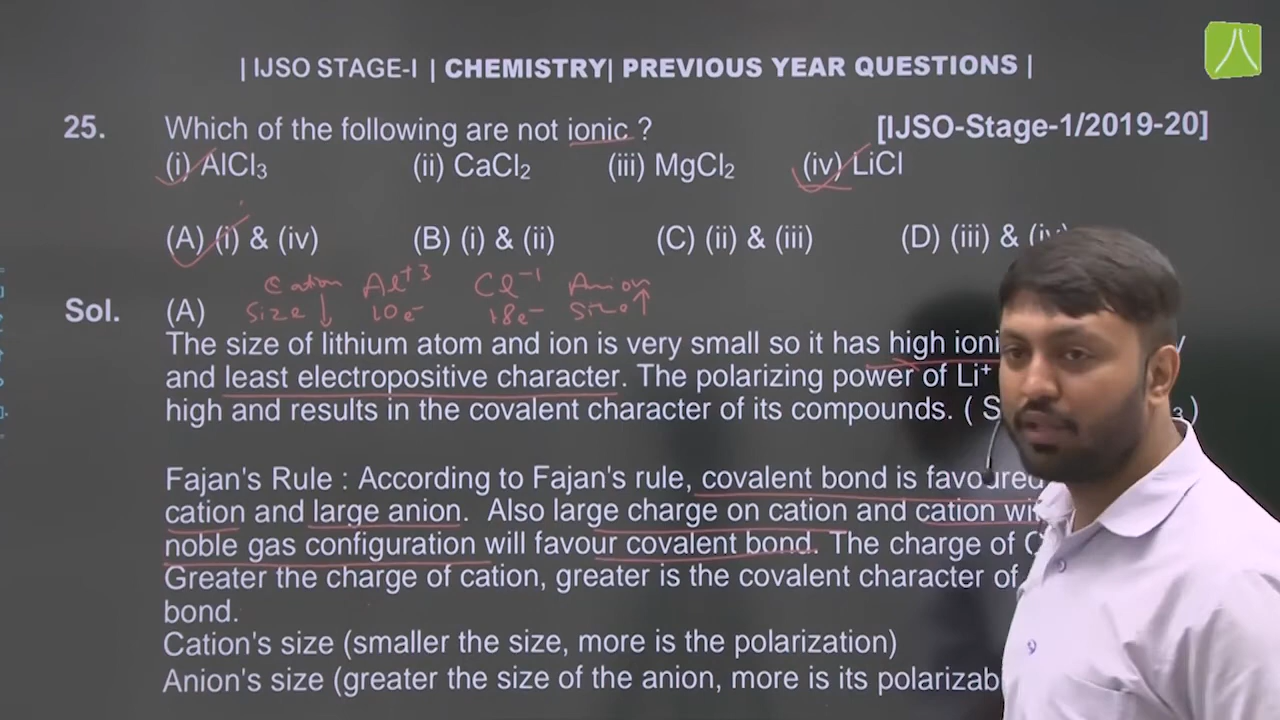 | IJSO STAGE-I | CHEMISTRY| PREVIOUS YEAR QUESTIONS |
25. Which of the following are not ionic ? [IJSO-Stage-1/2019-20]
(i) AlCl3 (ii) CaCl2 (iii) MgCl2 (iv) LiCl
(A) (i) & (iv) (B) (i) & (ii) (C) (ii) & (iii) (D) (iii) &
Cation Al+3 Cl-1 Anion
Size↓ 10e- 18e- Size↑
Sol. (A)
The size of lithium atom and ion is very small so it has high
and least electropositive character. The polarizing power of Li+
high and results in the covalent character of its compounds. (
Fajan's Rule : According to Fajan's rule, covalent bond is favoured
cation and large anion. Also large charge on cation and cation
noble gas configuration will favour covalent bond. The charge of
Greater the charge of cation, greater is the covalent character of
bond.
Cation's size (smaller the size, more is the polarization)
Anion's size (greater the size of the anion, more is its